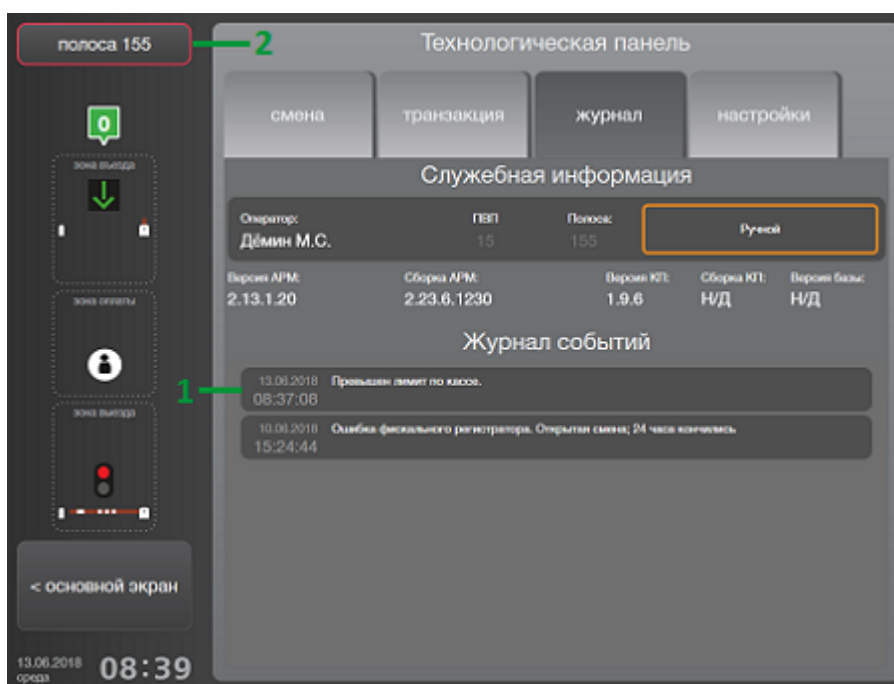 полоса 155
2
Технологическая панель
смена
транзакция
журнал
настройки
0
зона въезда
Служебная информация
Оператор:
ПВП
Полоса:
Ручной
Дёмин М.С.
15
155
Версия АРМ:
Сборка АРМ:
Версия КП:
Сборка КП:
Версия базы:
2.13.1.20
2.23.6.1230
1.9.6
Н/Д
Н/Д
зона оплаты
Журнал событий
1
13.06.2018
Превышен лимит по кассе.
08:37:08
зона выезда
10.06.2018
Ошибка фискального регистратора. Открытая смена; 24 часа кончились.
15:24:44
< основной экран
13.06.2018
среда
08:39